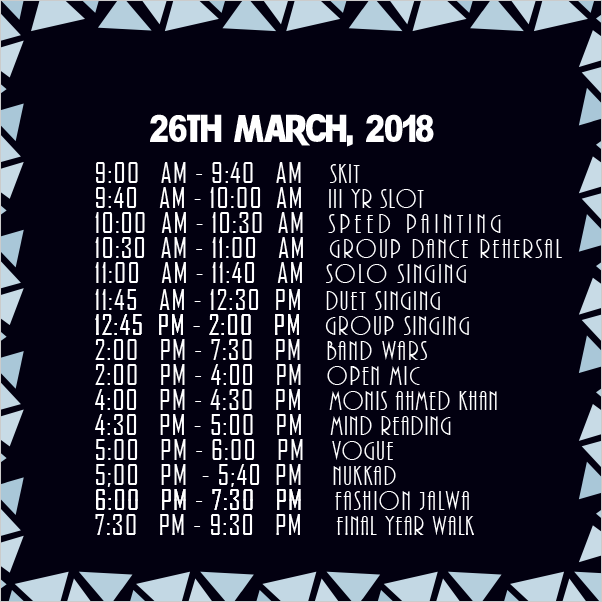 26TH MARCH, 2018
9:00 AM - 9:40 AM SKIT
9:40 AM - 10:00 AM III YR SLOT
10:00 AM - 10:30 AM SPEED PAINTING
10:30 AM - 11:00 AM GROUP DANCE REHERSAL
11:00 AM - 11:40 AM SOLO SINGING
11:45 AM - 12:30 PM DUET SINGING
12:45 PM - 2:00 PM GROUP SINGING
2:00 PM - 7:30 PM BAND WARS
2:00 PM - 4:00 PM OPEN MIC
4:00 PM - 4:30 PM MONIS AHMED KHAN
4:30 PM - 5:00 PM MIND READING
5:00 PM - 6:00 PM VOGUE
5;00 PM - 5;40 PM NUKKAD
6:00 PM - 7:30 PM FASHION JALWA
7:30 PM - 9:30 PM FINAL YEAR WALK